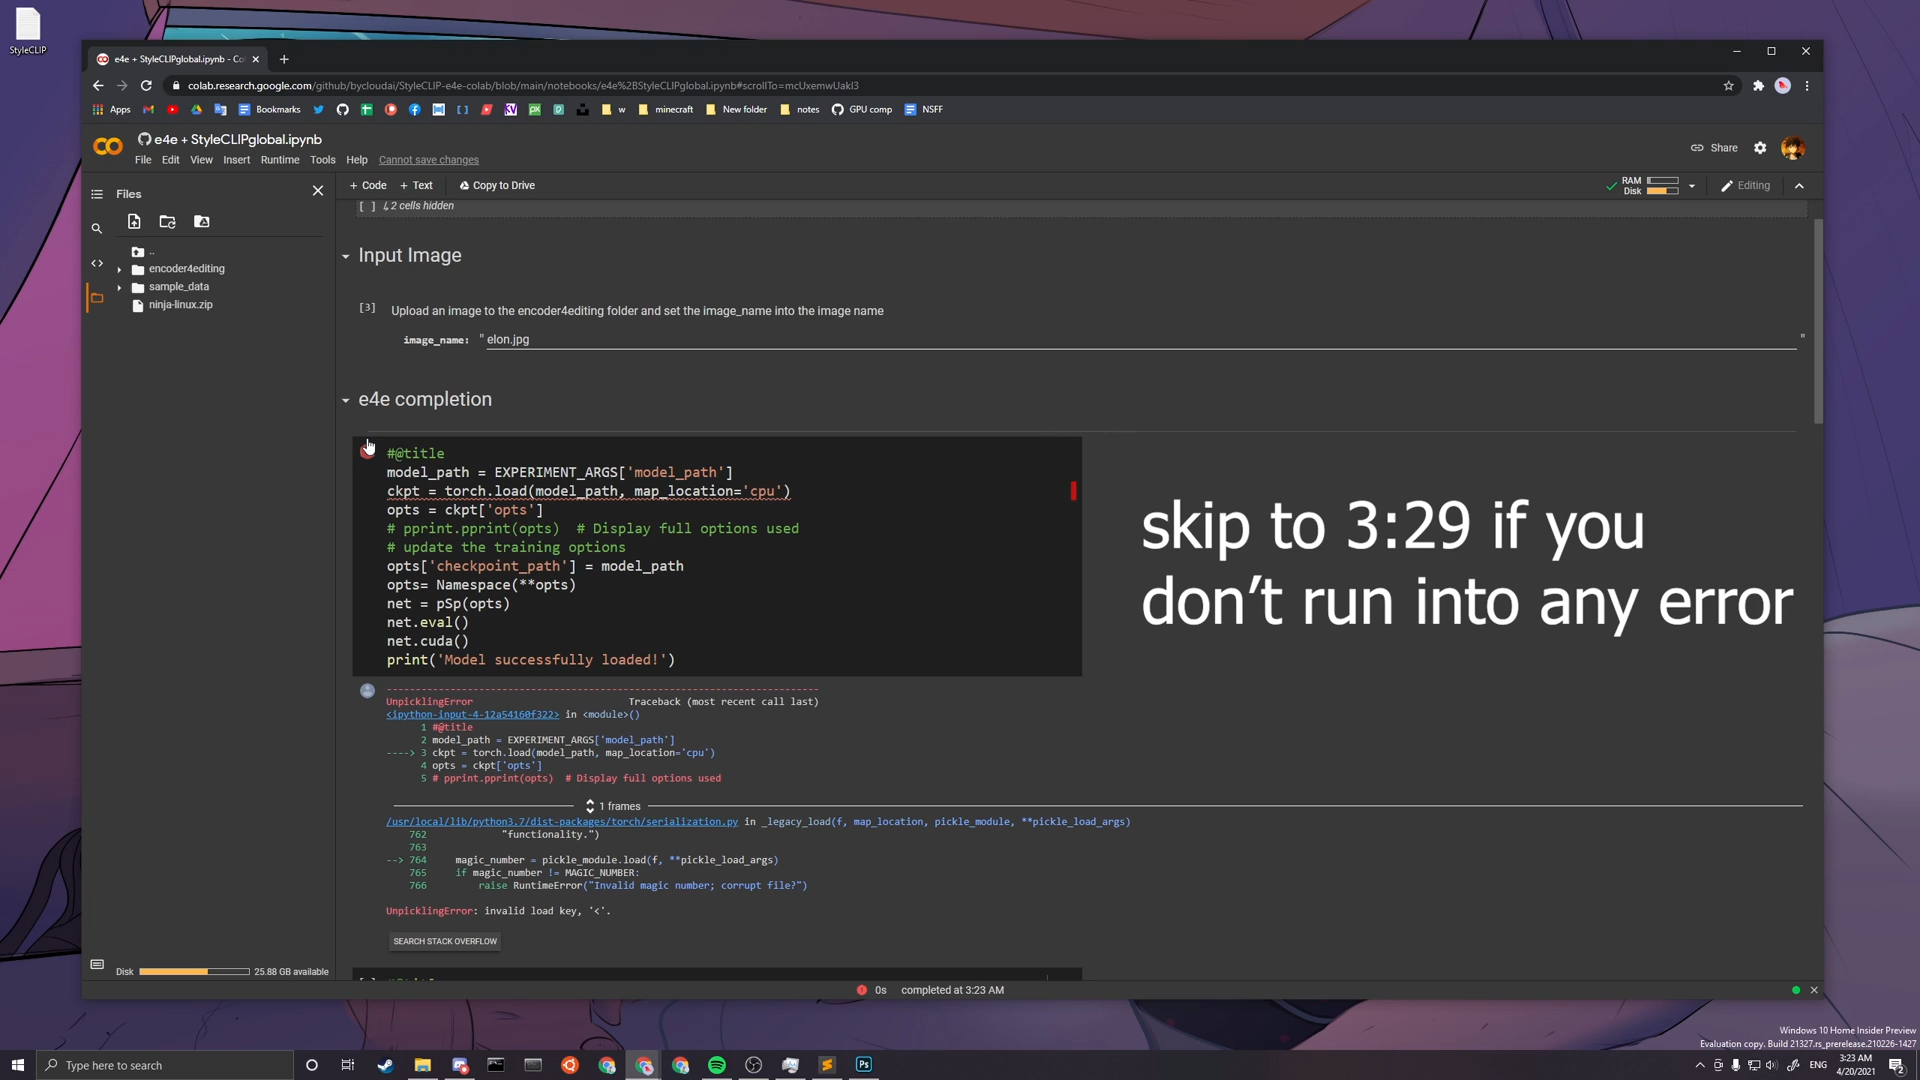 StyleCLIP
e4e + StyleCLIPglobal.ipynb - Co
colab.research.google.com/github/bycloudai/StyleCLIP-e4e-colab/blob/main/notebooks/e4e%2BStyleCLIPglobal.ipynb#scrollTo=mcUxemwUakl3
Apps Bookmarks w minecraft New folder notes GPU comp NSFF
e4e + StyleCLIPglobal.ipynb
File Edit View Insert Runtime Tools Help Cannot save changes
Share
Files
+ Code + Text Copy to Drive
RAM
Disk
Editing
[ ] ↳ 2 cells hidden
..
encoder4editing
sample_data
ninja-linux.zip
Input Image
[3] Upload an image to the encoder4editing folder and set the image_name into the image name
image_name: " elon.jpg "
e4e completion
#@title
model_path = EXPERIMENT_ARGS['model_path']
ckpt = torch.load(model_path, map_location='cpu')
opts = ckpt['opts']
# pprint.pprint(opts)  # Display full options used
# update the training options
opts['checkpoint_path'] = model_path
opts= Namespace(**opts)
net = pSp(opts)
net.eval()
net.cuda()
print('Model successfully loaded!')
skip to 3:29 if you
don't run into any error
---------------------------------------------------------------------------
UnpicklingError Traceback (most recent call last)
<ipython-input-4-12a54160f322> in <module>()
1 #@title
2 model_path = EXPERIMENT_ARGS['model_path']
----> 3 ckpt = torch.load(model_path, map_location='cpu')
4 opts = ckpt['opts']
5 # pprint.pprint(opts)  # Display full options used
1 frames
/usr/local/lib/python3.7/dist-packages/torch/serialization.py in _legacy_load(f, map_location, pickle_module, **pickle_load_args)
762 "functionality.")
763
--> 764 magic_number = pickle_module.load(f, **pickle_load_args)
765 if magic_number != MAGIC_NUMBER:
766 raise RuntimeError("Invalid magic number; corrupt file?")
UnpicklingError: invalid load key, '<'.
SEARCH STACK OVERFLOW
Disk 25.88 GB available
0s completed at 3:23 AM
Windows 10 Home Insider Preview
Evaluation copy. Build 21327.rs_prerelease.210226-1427
Type here to search
Ps
ENG
3:23 AM
4/20/2021
2